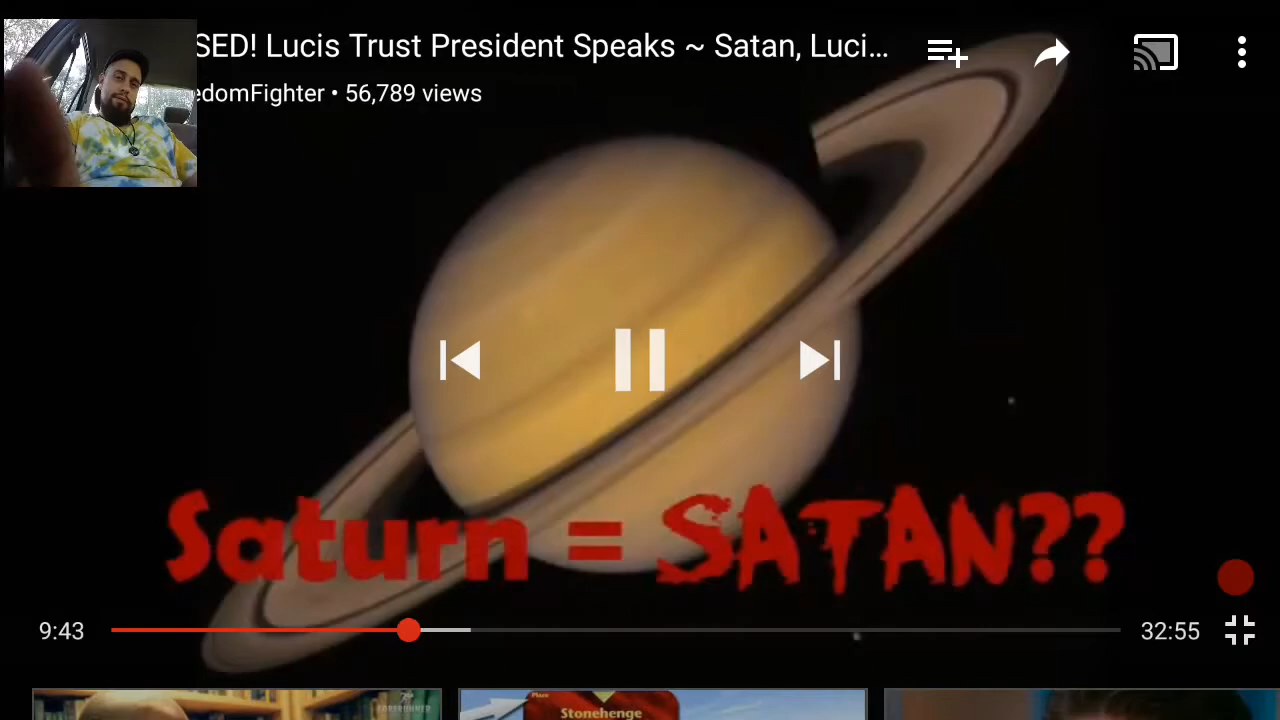 SED! Lucis Trust President Speaks ~ Satan, Luci...
edomFighter • 56,789 views
Saturn = SATAN??
9:43
32:55
Stonehenge